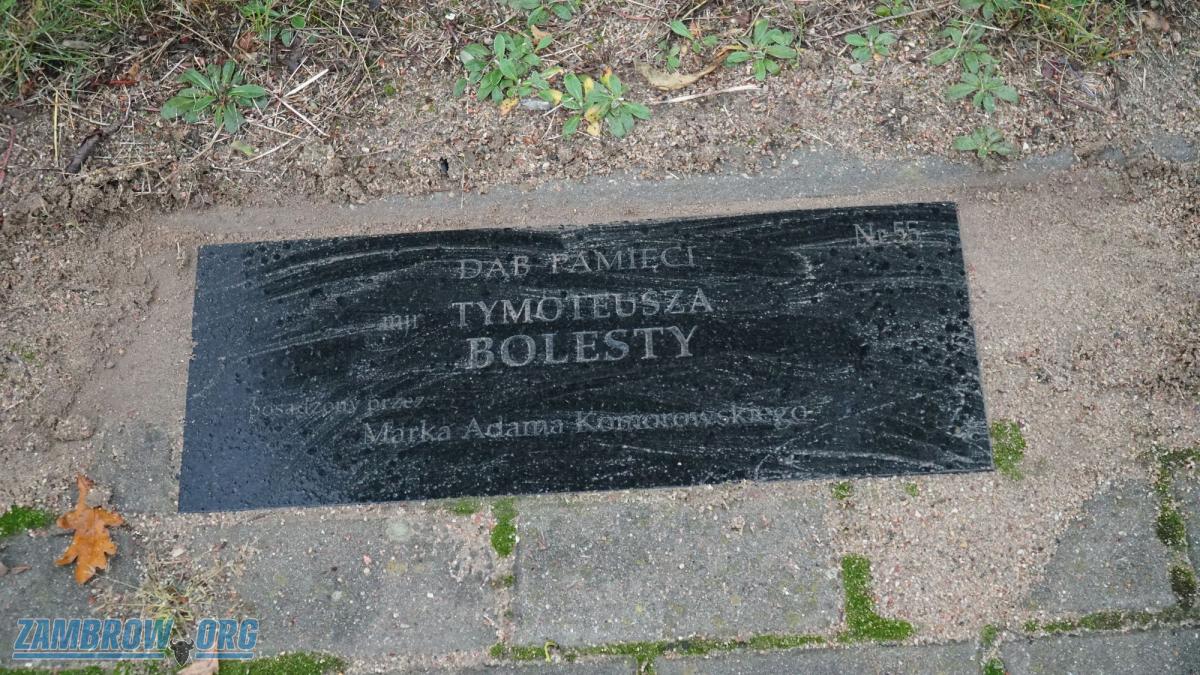 Nr 55
DĄB PAMIĘCI
mjr TYMOTEUSZA
BOLESTY
posadzony przez
Marka Adama Komorowskiego
ZAMBROW.ORG